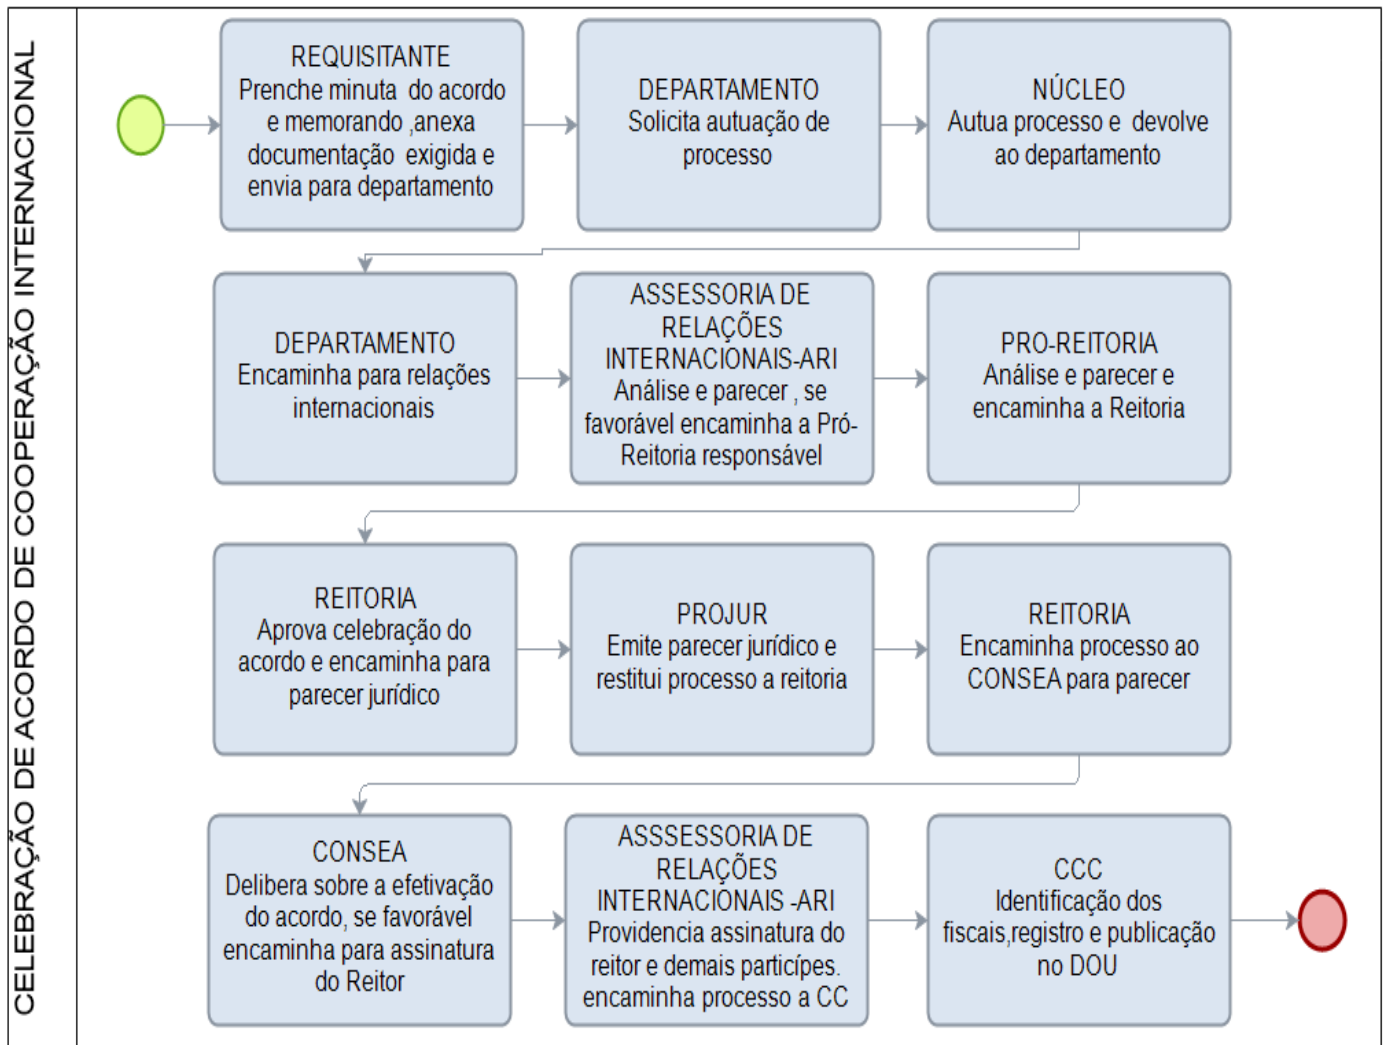 CELEBRAÇÃO DE ACORDO DE COOPERAÇÃO INTERNACIONAL
REQUISITANTE
Prenche minuta do acordo
e memorando ,anexa
documentação exigida e
envia para departamento
DEPARTAMENTO
Solicita autuação de
processo
NÚCLEO
Autua processo e devolve
ao departamento
DEPARTAMENTO
Encaminha para relações
internacionais
ASSESSORIA DE
RELAÇÕES
INTERNACIONAIS-ARI
Análise e parecer , se
favorável encaminha a Pró-
Reitoria responsável
PRO-REITORIA
Análise e parecer e
encaminha a Reitoria
REITORIA
Aprova celebração do
acordo e encaminha para
parecer jurídico
PROJUR
Emite parecer jurídico e
restitui processo a reitoria
REITORIA
Encaminha processo ao
CONSEA para parecer
CONSEA
Delibera sobre a efetivação
do acordo, se favorável
encaminha para assinatura
do Reitor
ASSSESSORIA DE
RELAÇÕES
INTERNACIONAIS -ARI
Providencia assinatura do
reitor e demais particípes.
encaminha processo a CC
CCC
Identificação dos
fiscais,registro e publicação
no DOU